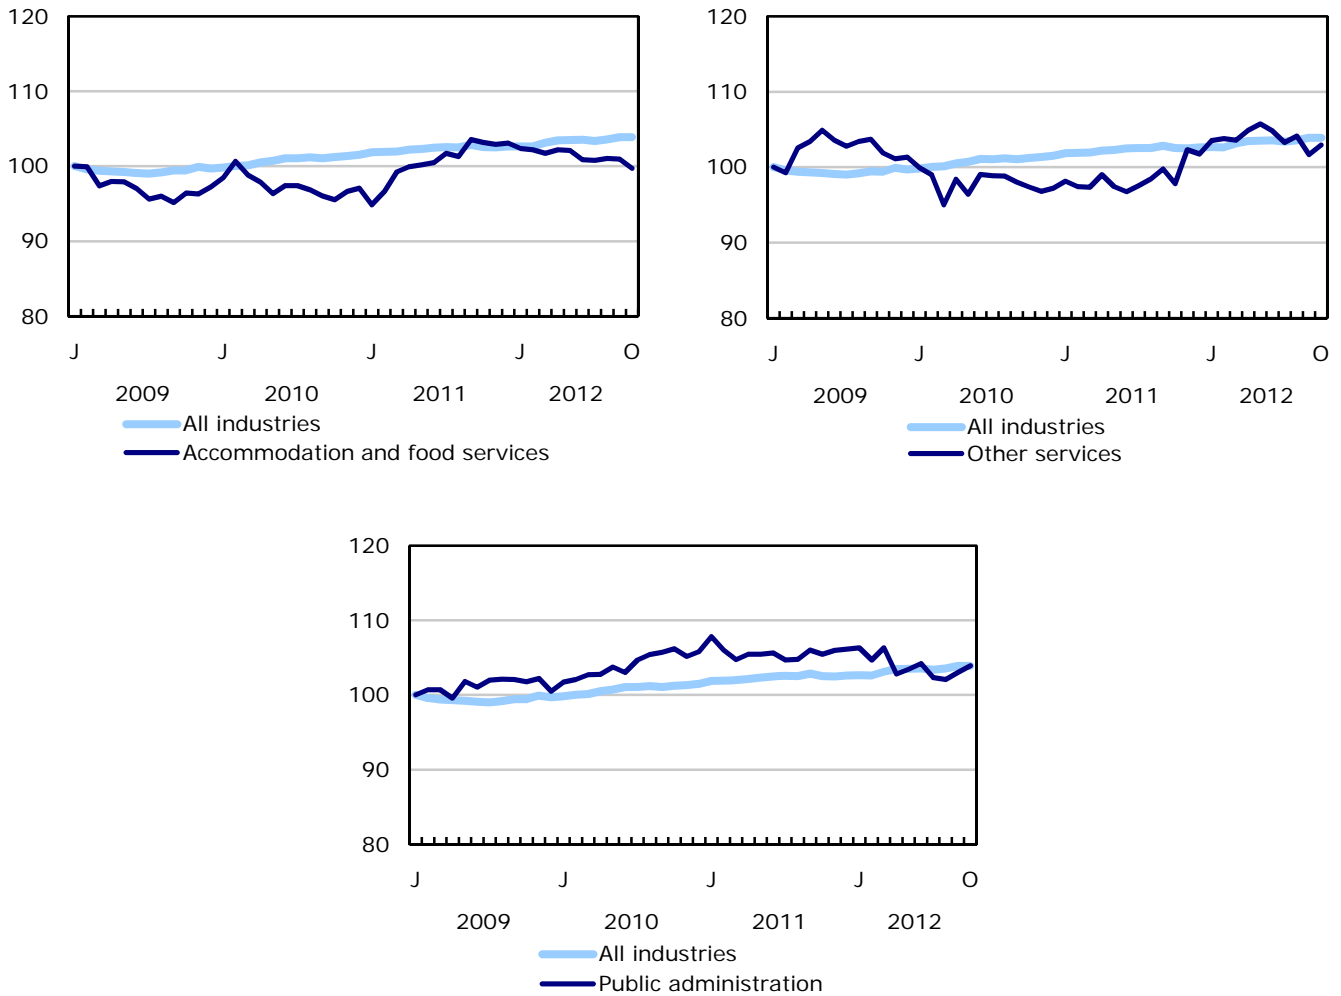 120
110
100
90
80
J J J J O
2009 2010 2011 2012
All industries
Accommodation and food services
120
110
100
90
80
J J J J O
2009 2010 2011 2012
All industries
Other services
120
110
100
90
80
J J J J O
2009 2010 2011 2012
All industries
Public administration